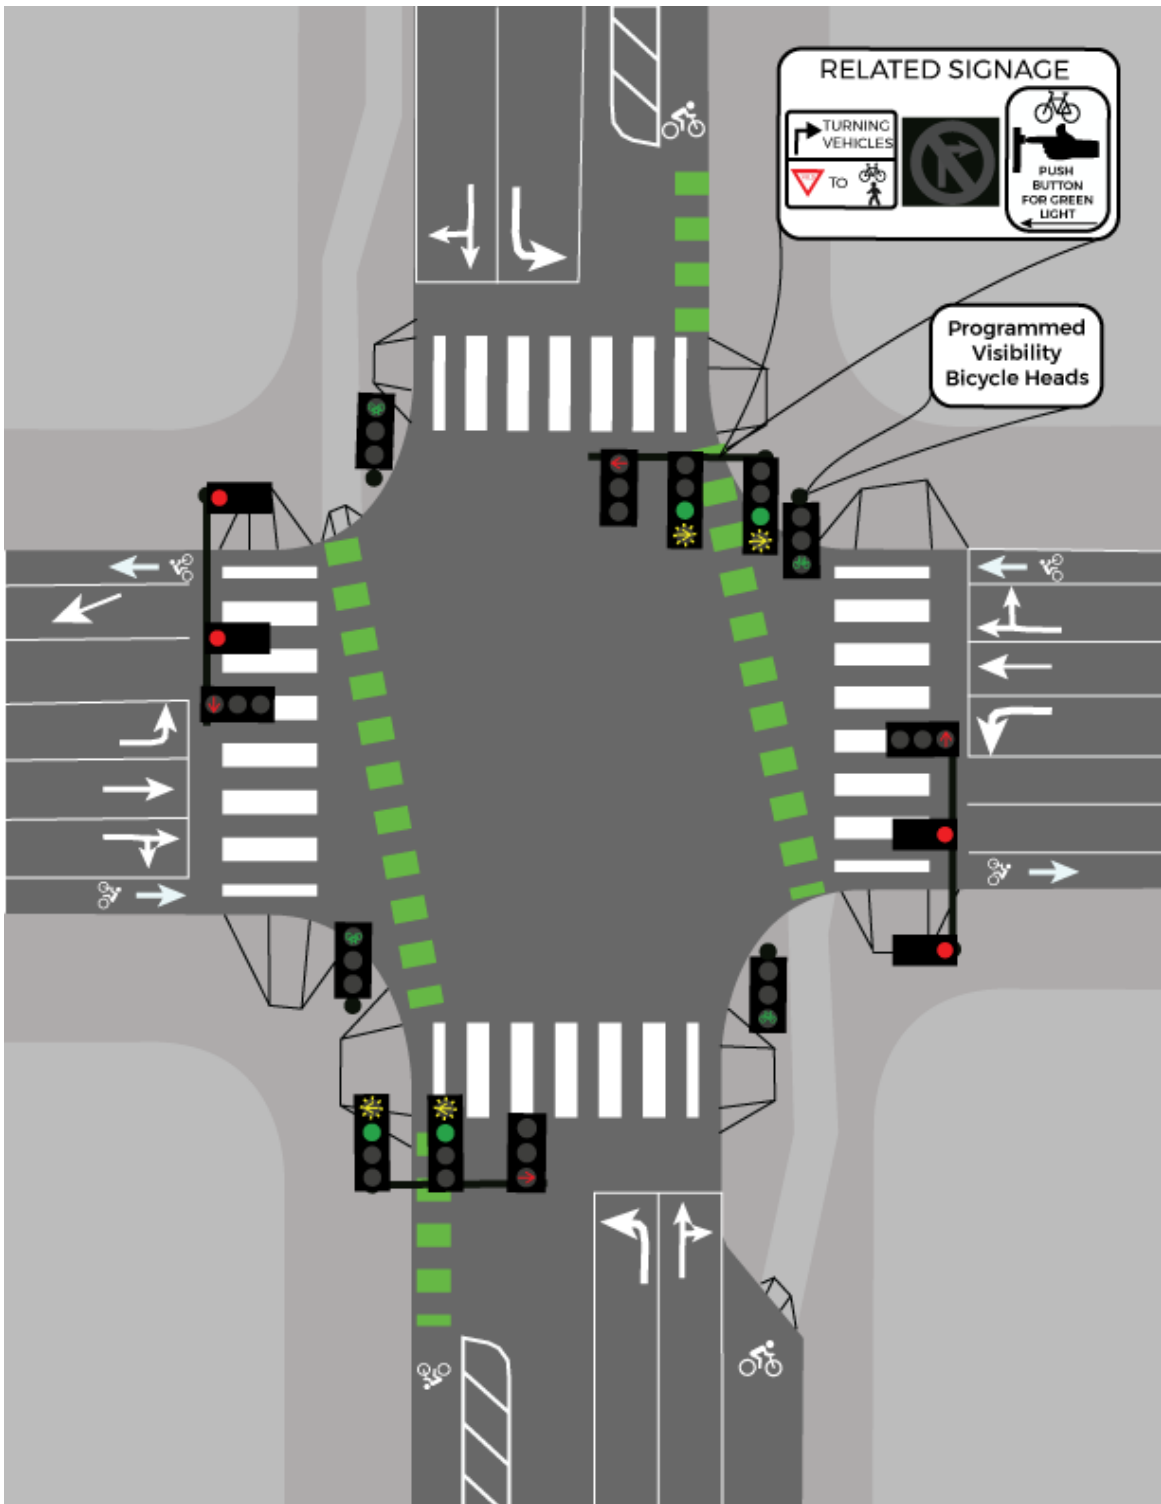 RELATED SIGNAGE
TURNING
VEHICLES
TO
PUSH
BUTTON
FOR GREEN
LIGHT
Programmed
Visibility
Bicycle Heads